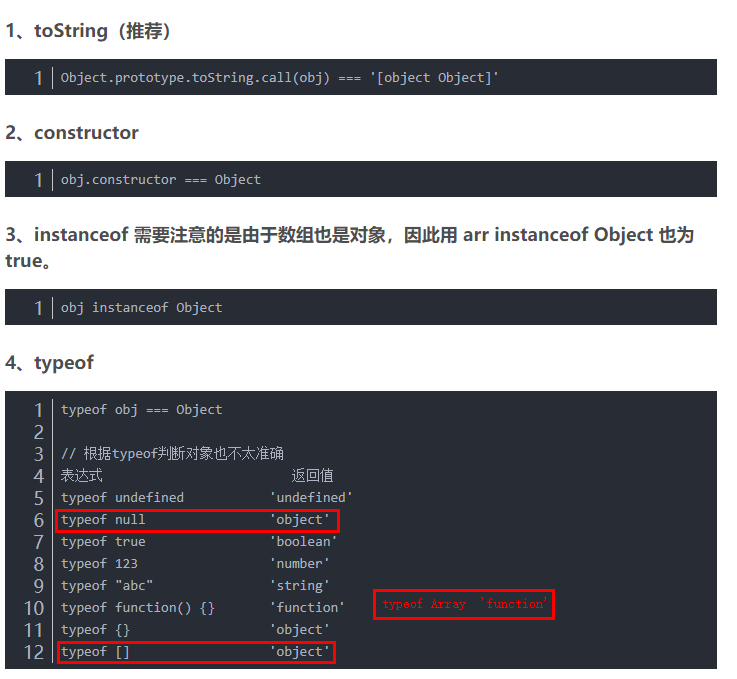 1、toString（推荐）
1 Object.prototype.toString.call(obj) === '[object Object]'
2、constructor
1 obj.constructor === Object
3、instanceof 需要注意的是由于数组也是对象，因此用 arr instanceof Object 也为
true。
1 obj instanceof Object
4、typeof
1 typeof obj === Object
2
3 // 根据typeof判断对象也不太准确
4 表达式 返回值
5 typeof undefined 'undefined'
6 typeof null 'object'
7 typeof true 'boolean'
8 typeof 123 'number'
9 typeof "abc" 'string'
10 typeof function() {} 'function' typeof Array 'function'
11 typeof {} 'object'
12 typeof [] 'object'